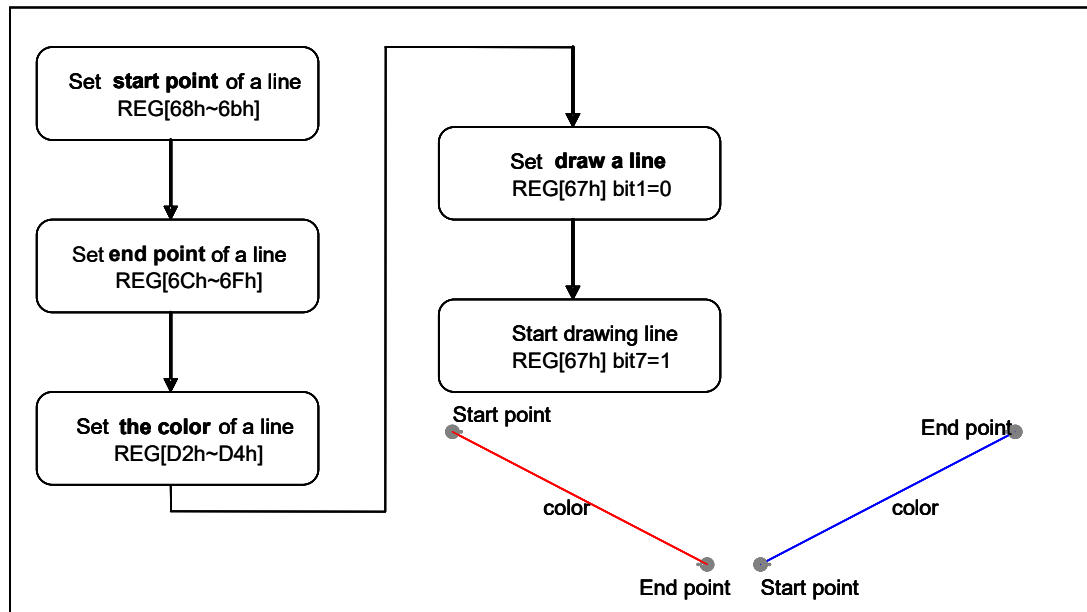 Set start point of a line
REG[68h~6bh]
Set end point of a line
REG[6Ch~6Fh]
Set the color of a line
REG[D2h~D4h]
Set draw a line
REG[67h] bit1=0
Start drawing line
REG[67h] bit7=1
Start point
color
End point
End point
color
Start point